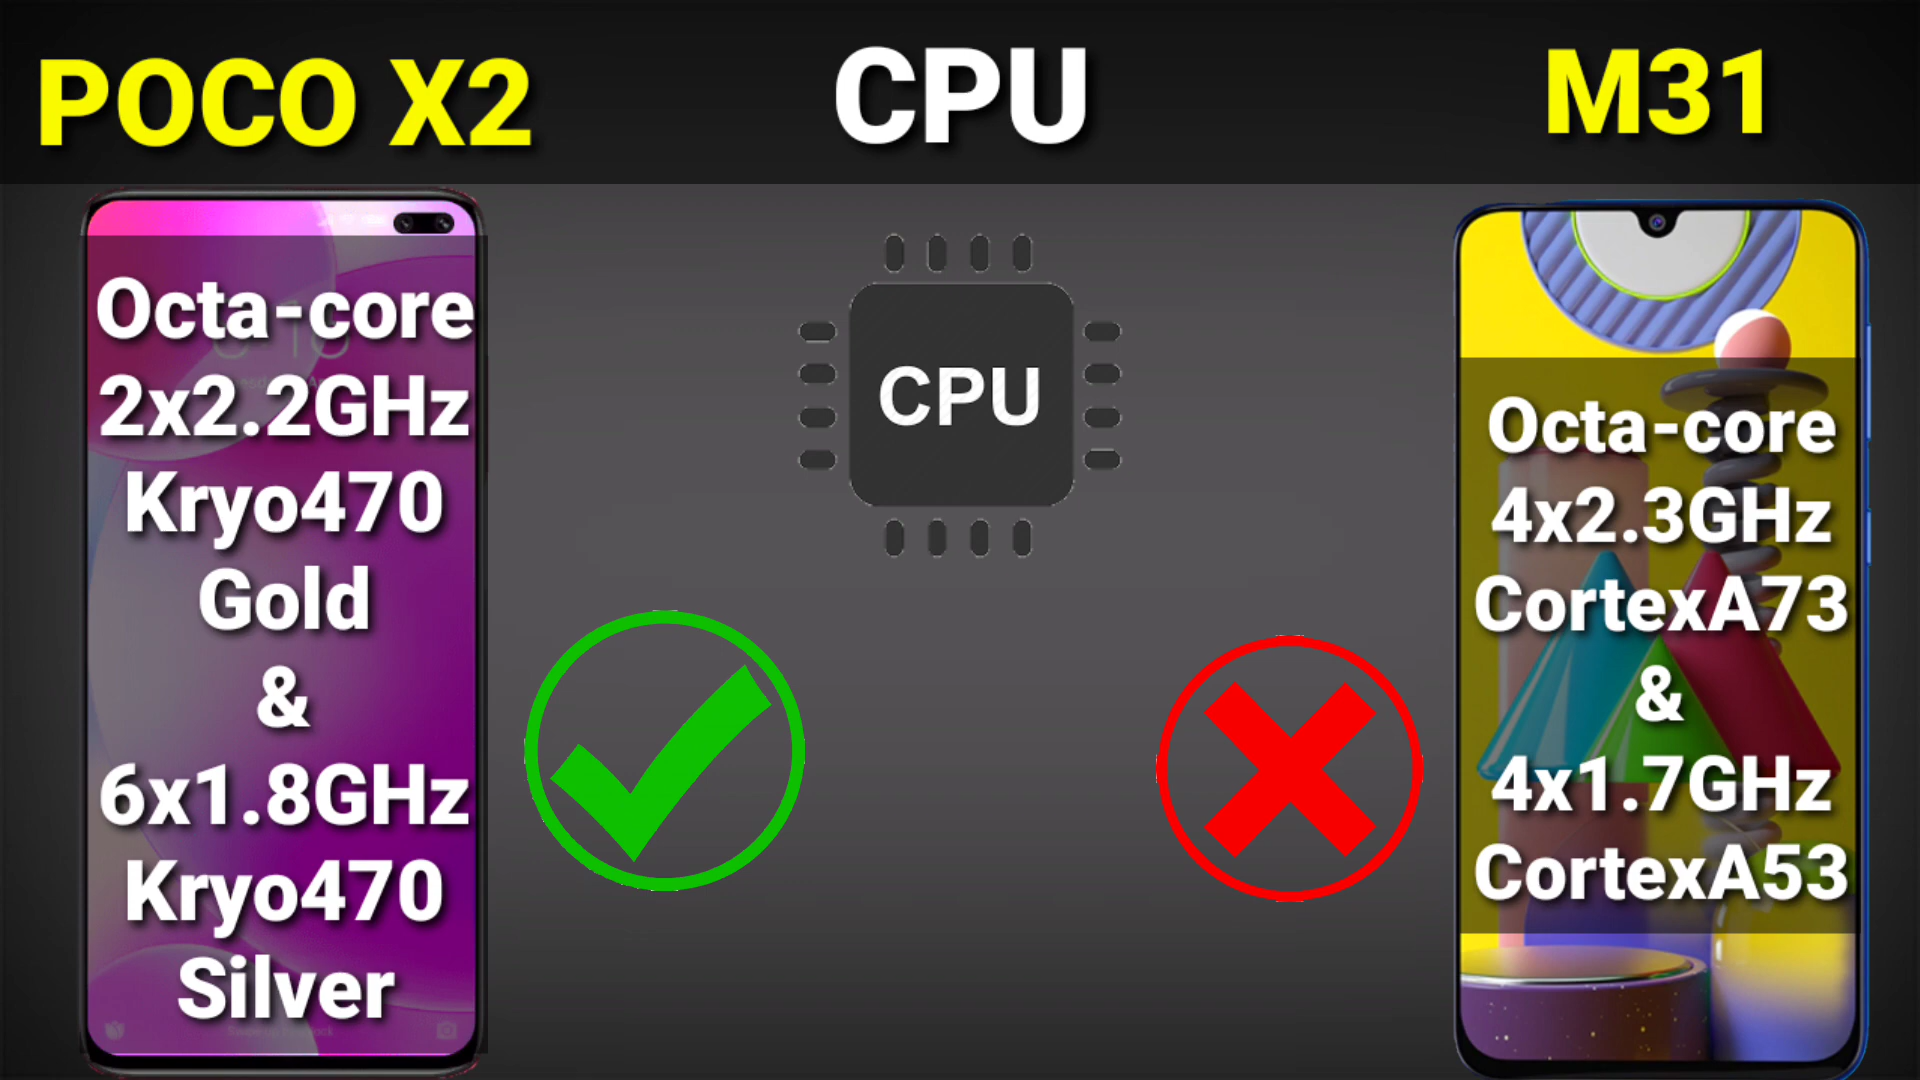 POCO X2
CPU
M31
Octa-core
2x2.2GHz
Kryo470
Gold
&
6x1.8GHz
Kryo470
Silver
CPU
Octa-core
4x2.3GHz
CortexA73
&
4x1.7GHz
CortexA53